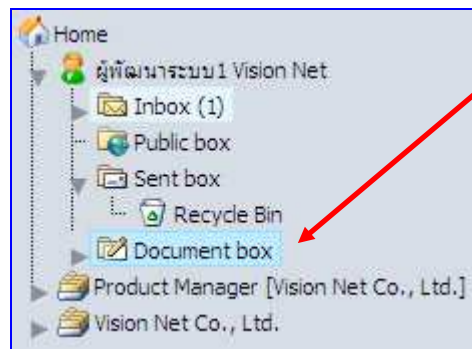 Home
ผู้พัฒนาระบบ1 Vision Net
Inbox (1)
Public box
Sent box
Recycle Bin
Document box
Product Manager [Vision Net Co., Ltd.]
Vision Net Co., Ltd.